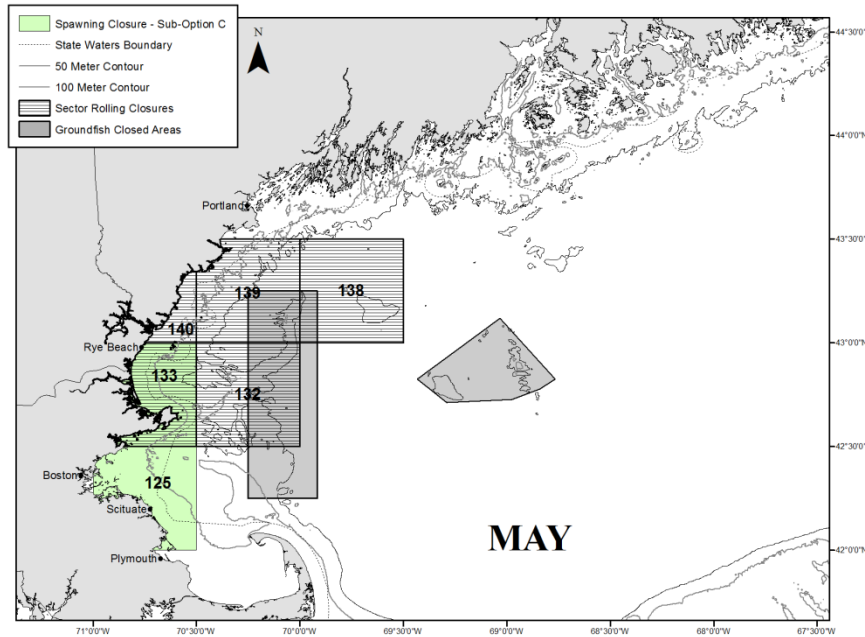 Spawning Closure - Sub-Option C
State Waters Boundary
50 Meter Contour
100 Meter Contour
Sector Rolling Closures
Groundfish Closed Areas
N
44°30'0"N
44°0'0"N
Portland
43°30'0"N
138
139
140
43°0'0"N
Rye Beach
133
132
42°30'0"N
Boston
125
Scituate
MAY
42°0'0"N
Plymouth
71°0'0"W
70°30'0"W
70°0'0"W
69°30'0"W
69°0'0"W
68°30'0"W
68°0'0"W
67°30'0"W